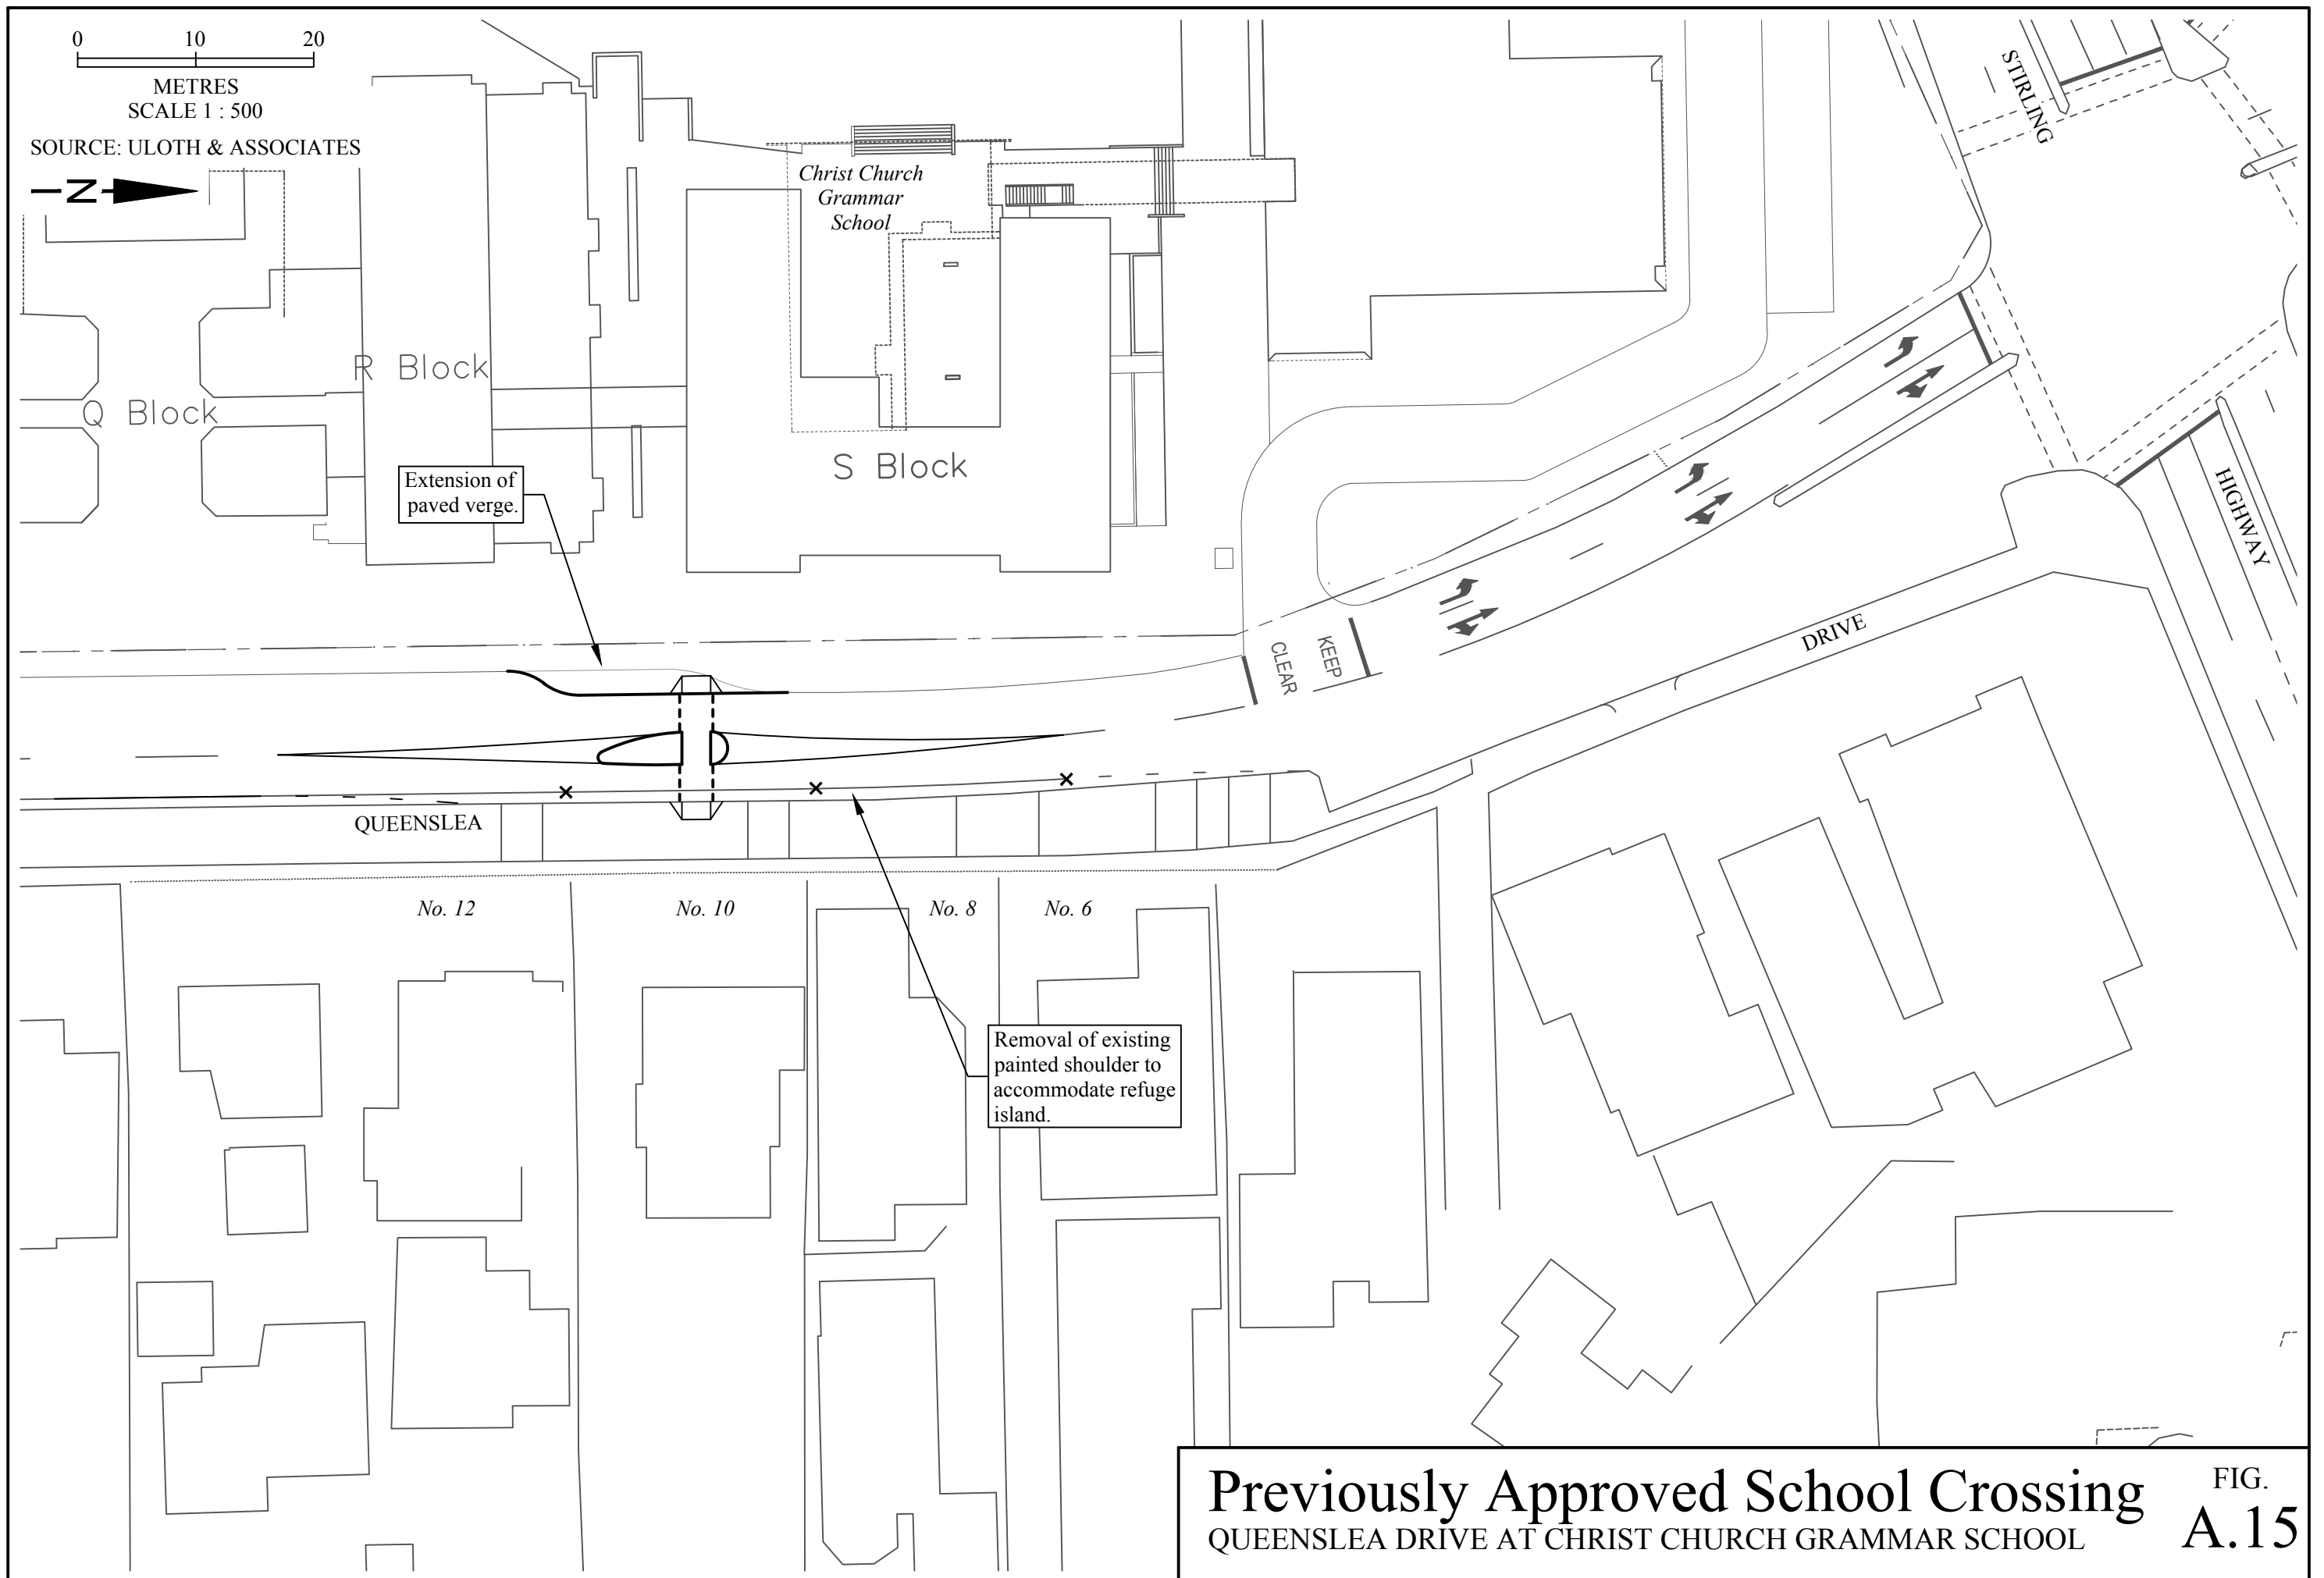 0 10 20
METRES
SCALE 1 : 500
SOURCE: ULOTH & ASSOCIATES
N
STIRLING
HIGHWAY
Christ Church
Grammar
School
R Block
Q Block
S Block
Extension of
paved verge.
KEEP
CLEAR
DRIVE
QUEENSLEA
No. 12
No. 10
No. 8
No. 6
Removal of existing
painted shoulder to
accommodate refuge
island.
Previously Approved School Crossing
QUEENSLEA DRIVE AT CHRIST CHURCH GRAMMAR SCHOOL
FIG.
A.15